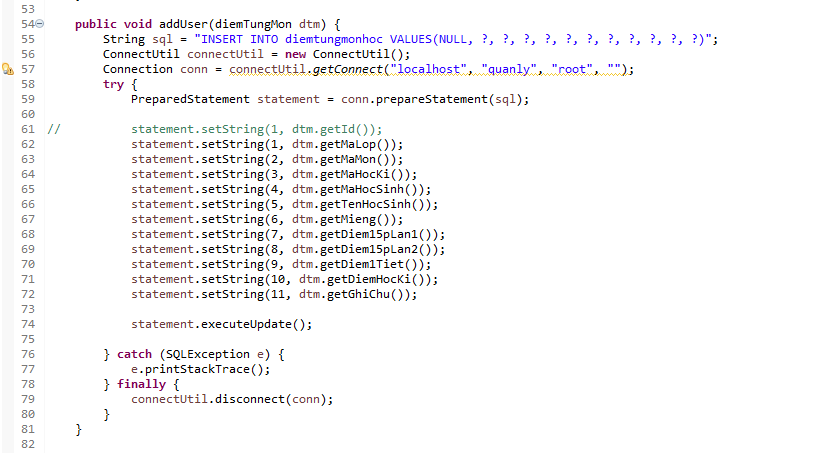 53
54 public void addUser(diemTungMon dtm) {
55 String sql = "INSERT INTO diemtungmonhoc VALUES(NULL, ?, ?, ?, ?, ?, ?, ?, ?, ?, ?, ?)";
56 ConnectUtil connectUtil = new ConnectUtil();
57 Connection conn = connectUtil.getConnect("localhost", "quanly", "root", "");
58 try {
59 PreparedStatement statement = conn.prepareStatement(sql);
60
61 // statement.setString(1, dtm.getId());
62 statement.setString(1, dtm.getMaLop());
63 statement.setString(2, dtm.getMaMon());
64 statement.setString(3, dtm.getMaHocKi());
65 statement.setString(4, dtm.getMaHocSinh());
66 statement.setString(5, dtm.getTenHocSinh());
67 statement.setString(6, dtm.getMieng());
68 statement.setString(7, dtm.getDiem15pLan1());
69 statement.setString(8, dtm.getDiem15pLan2());
70 statement.setString(9, dtm.getDiem1Tiet());
71 statement.setString(10, dtm.getDiemHocKi());
72 statement.setString(11, dtm.getGhiChu());
73
74 statement.executeUpdate();
75
76 } catch (SQLException e) {
77 e.printStackTrace();
78 } finally {
79 connectUtil.disconnect(conn);
80 }
81 }
82